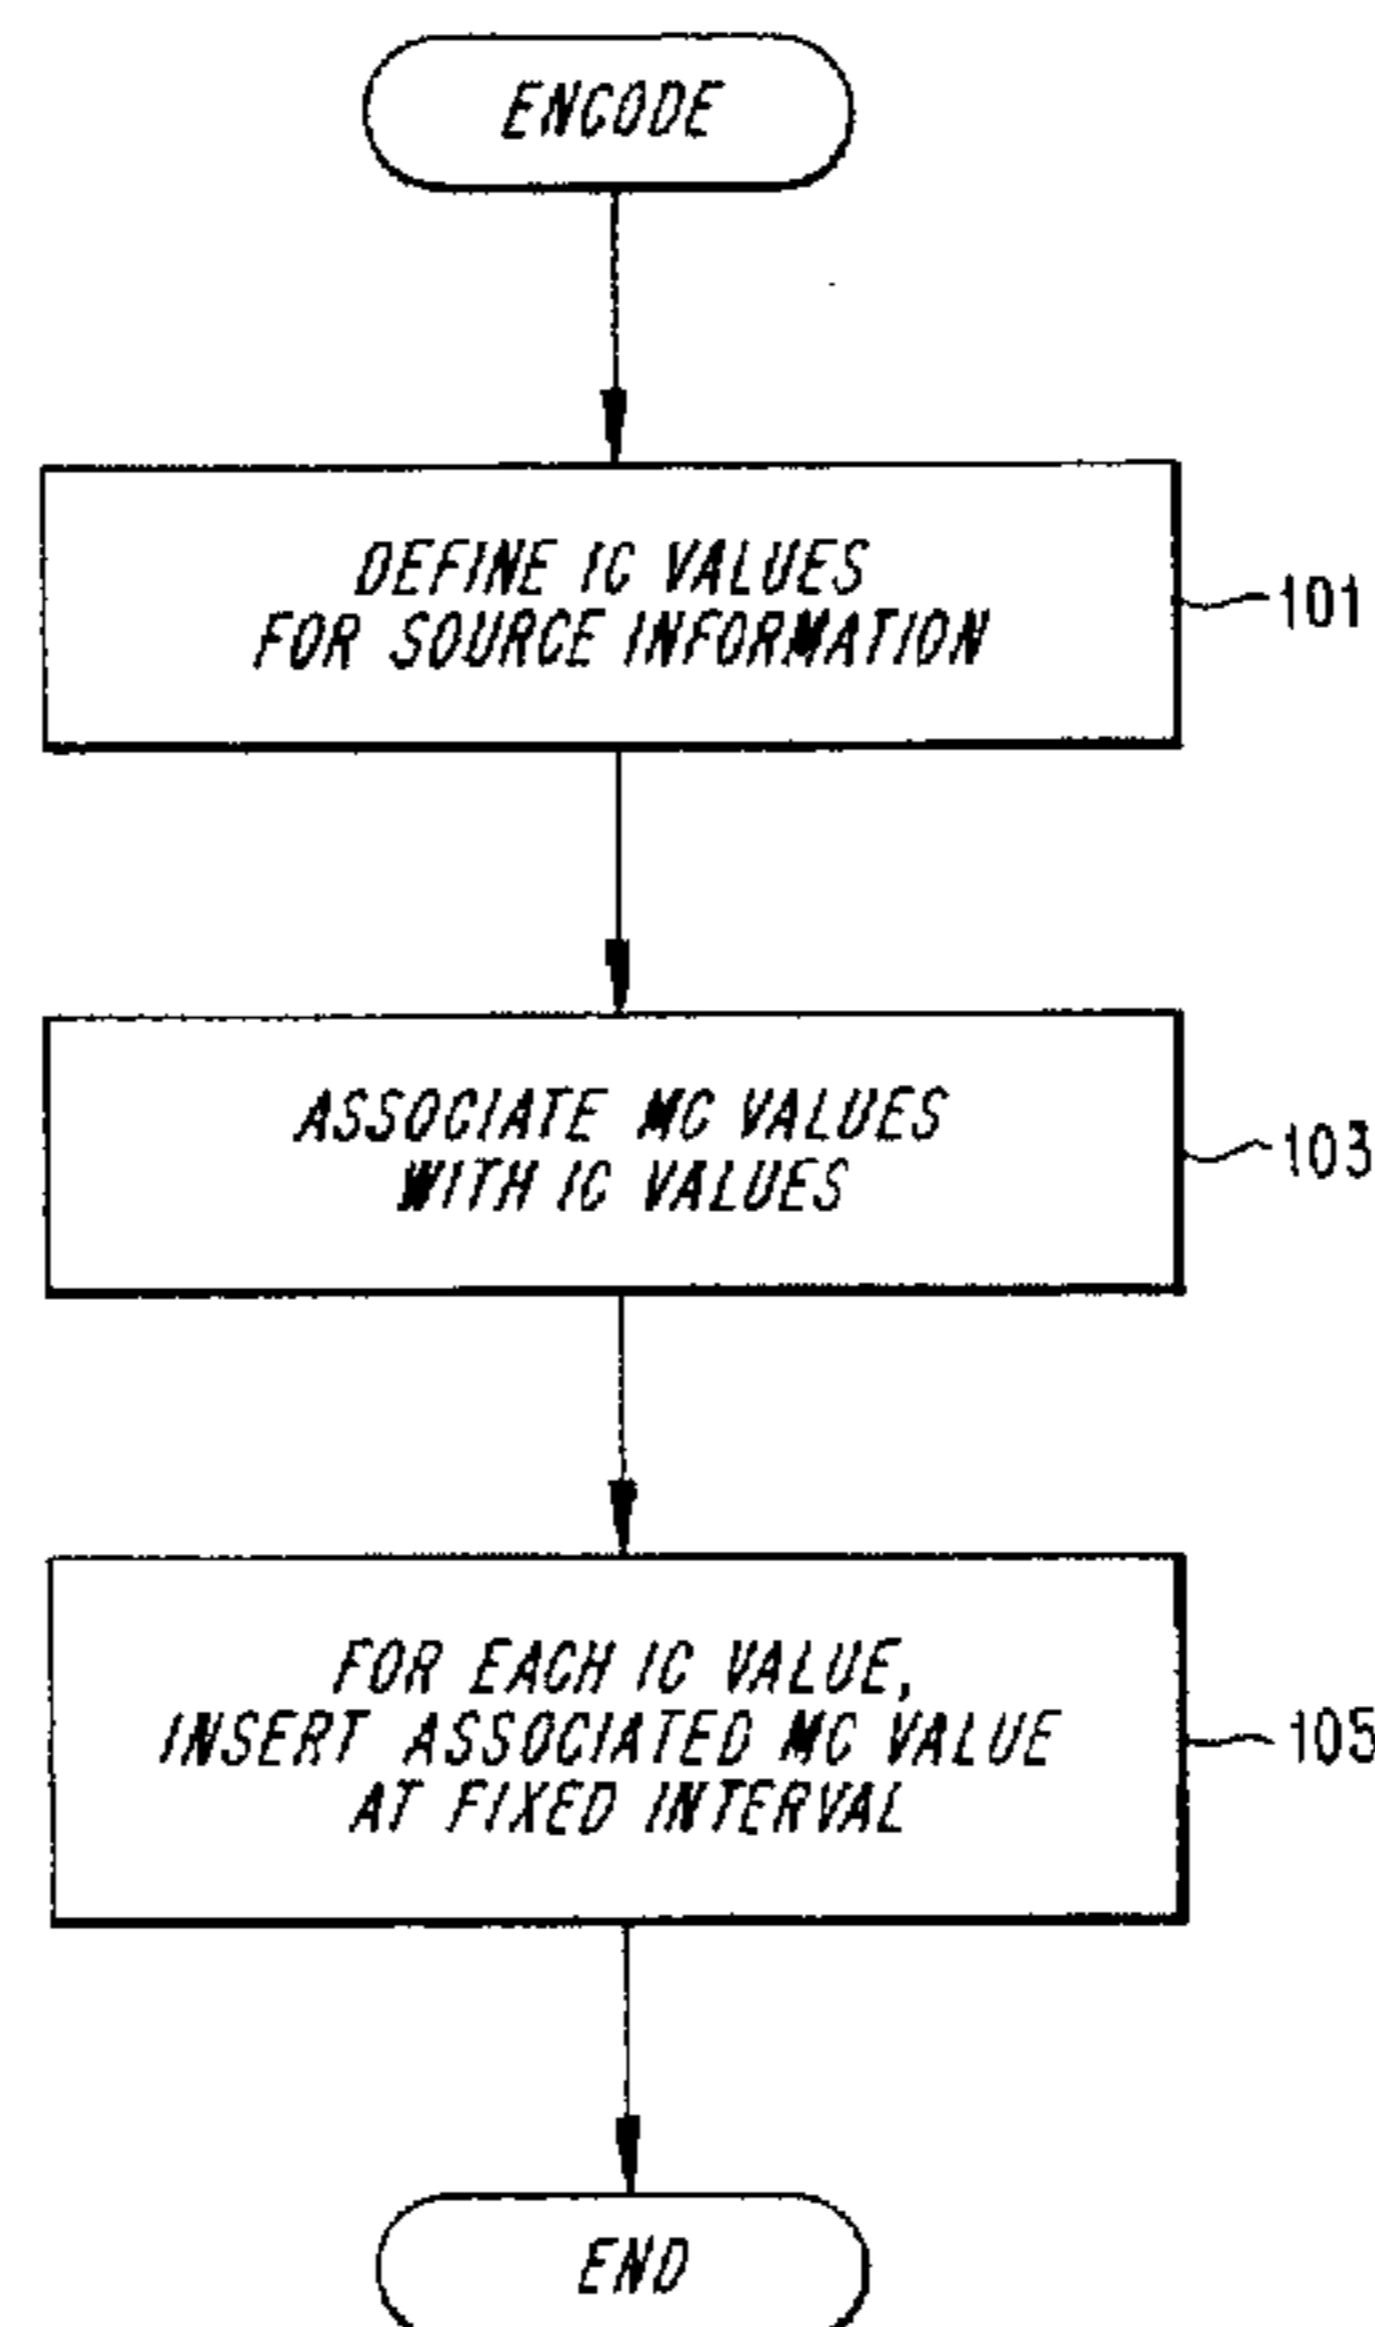 ENCODE
DEFINE IC VALUES
FOR SOURCE INFORMATION
101
ASSOCIATE MC VALUES
WITH IC VALUES
103
FOR EACH IC VALUE,
INSERT ASSOCIATED MC VALUE
AT FIXED INTERVAL
105
END